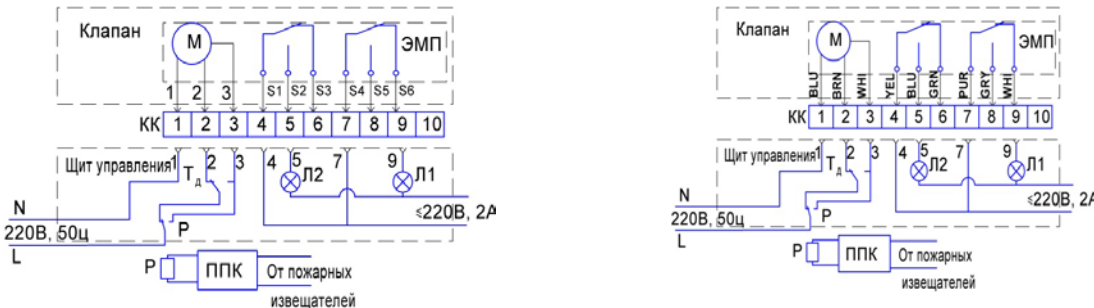 Клапан
М
ЭМП
1 2 3 S1 S2 S3 S4 S5 S6
КК 1 2 3 4 5 6 7 8 9 10
Щит управления 1 2 3 4 5 7 9
Tд Л2 Л1
N
≤220В, 2А
220В, 50ц
Р
L
Р ППК От пожарных
извещателей
Клапан
М
ЭМП
BLU BRN WHI YEL BLU GRN PUR GRY WHI
КК 1 2 3 4 5 6 7 8 9 10
Щит управления 1 2 3 4 5 7 9
Tд Л2 Л1
N
≤220В, 2А
220В, 50ц
Р
L
Р ППК От пожарных
извещателей